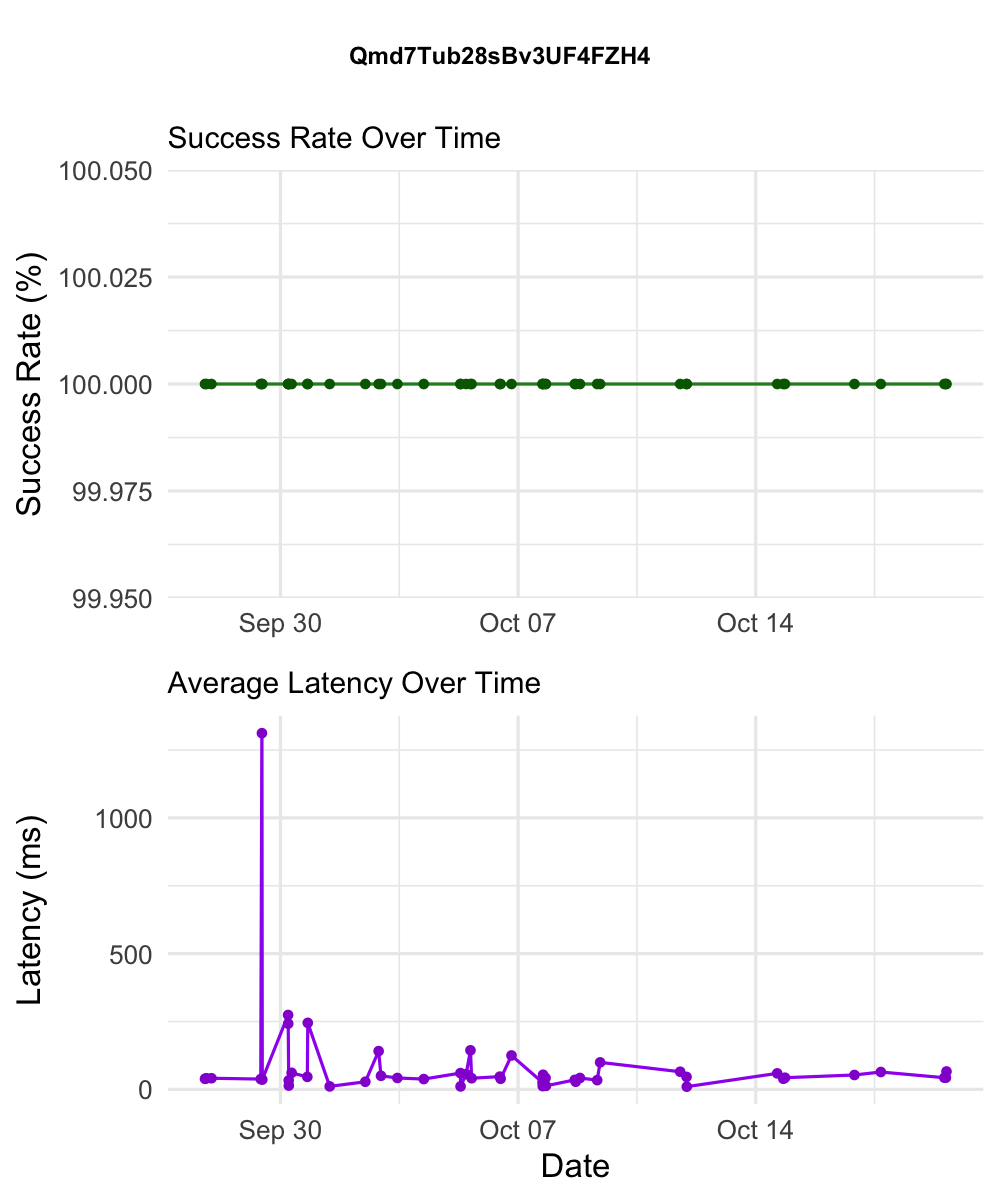 Qmd7Tub28sBv3UF4FZH4
Success Rate Over Time
Success Rate (%)
100.050
100.025
100.000
99.975
99.950
Sep 30 Oct 07 Oct 14
Average Latency Over Time
Latency (ms)
1000
500
0
Sep 30 Oct 07 Oct 14
Date